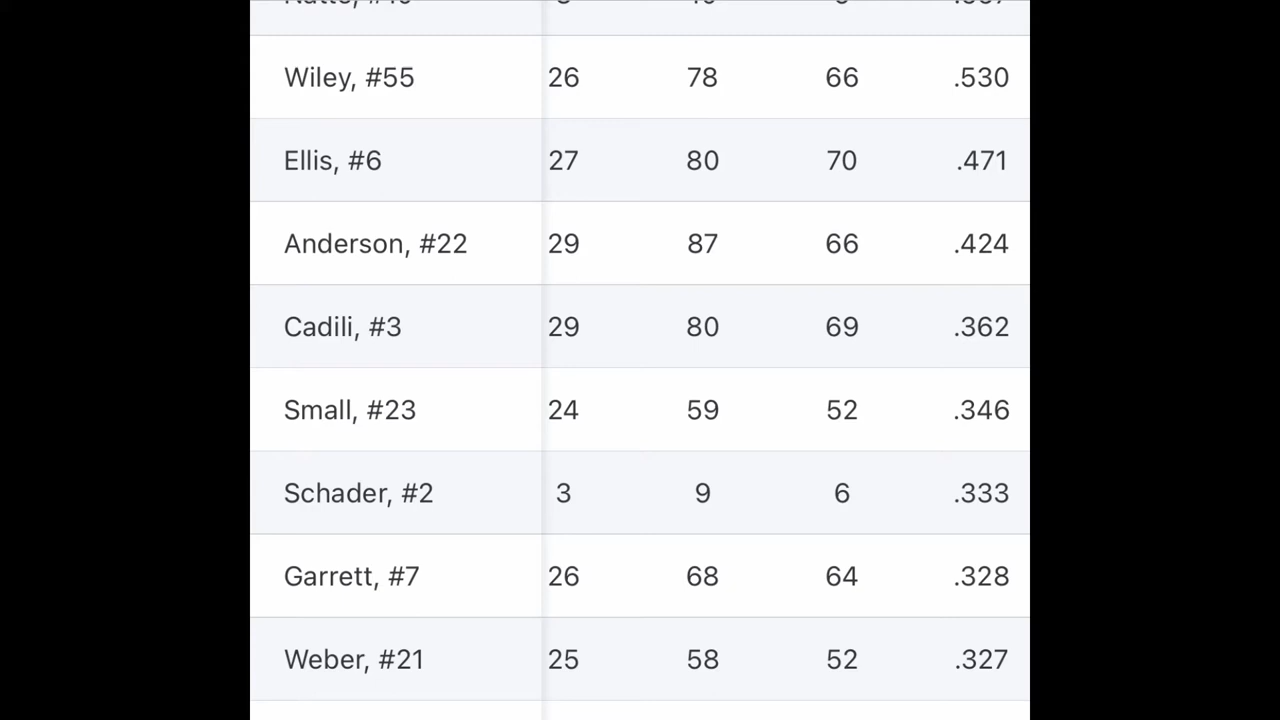 Wiley, #55 26 78 66 .530
Ellis, #6 27 80 70 .471
Anderson, #22 29 87 66 .424
Cadili, #3 29 80 69 .362
Small, #23 24 59 52 .346
Schader, #2 3 9 6 .333
Garrett, #7 26 68 64 .328
Weber, #21 25 58 52 .327